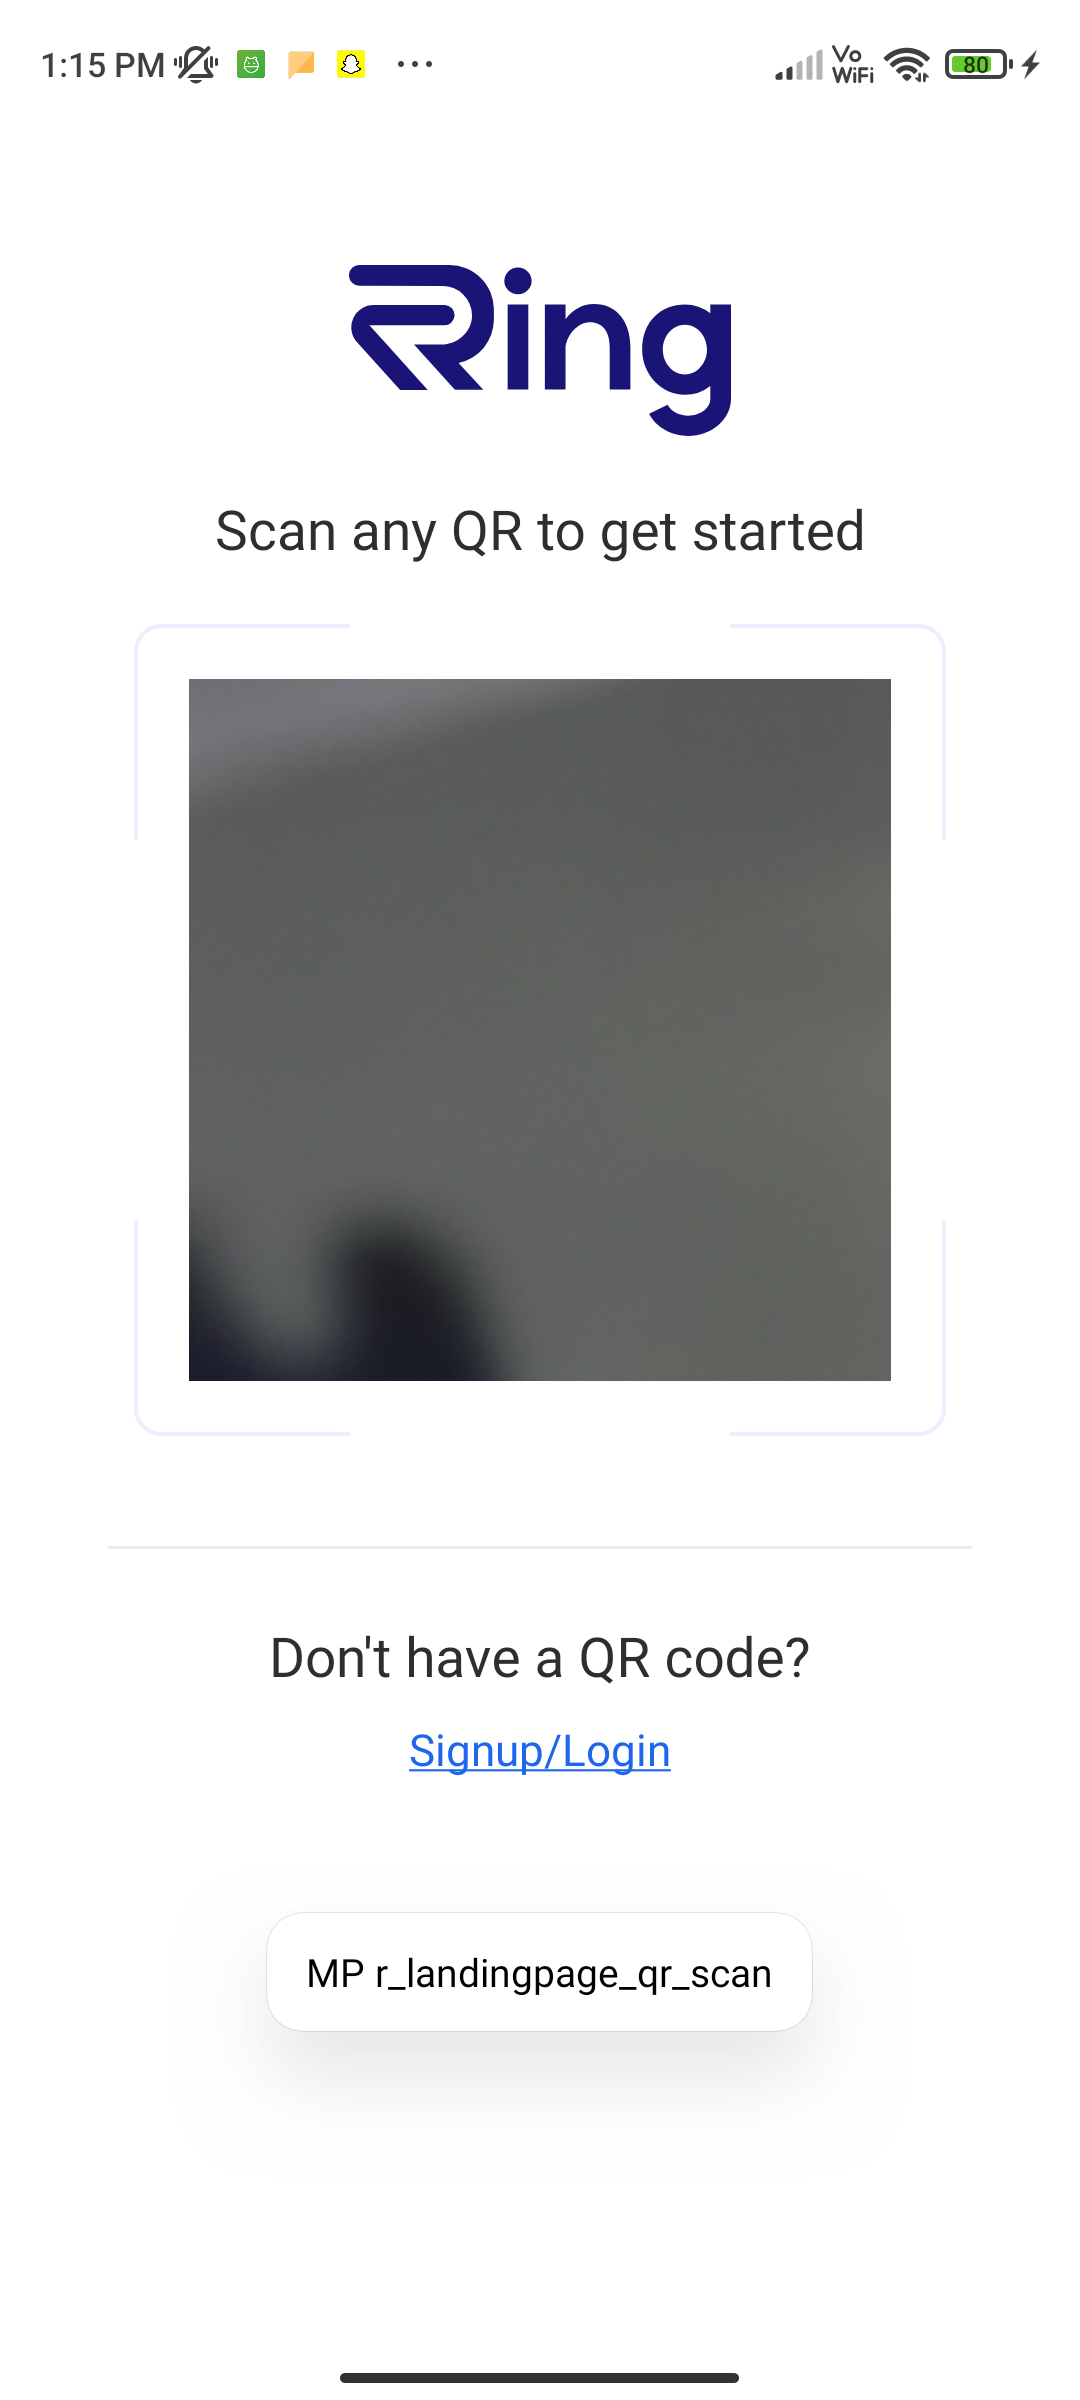 1:15 PM
Vo
WiFi
80
Ring
Scan any QR to get started
Don't have a QR code?
Signup/Login
MP r_landingpage_qr_scan